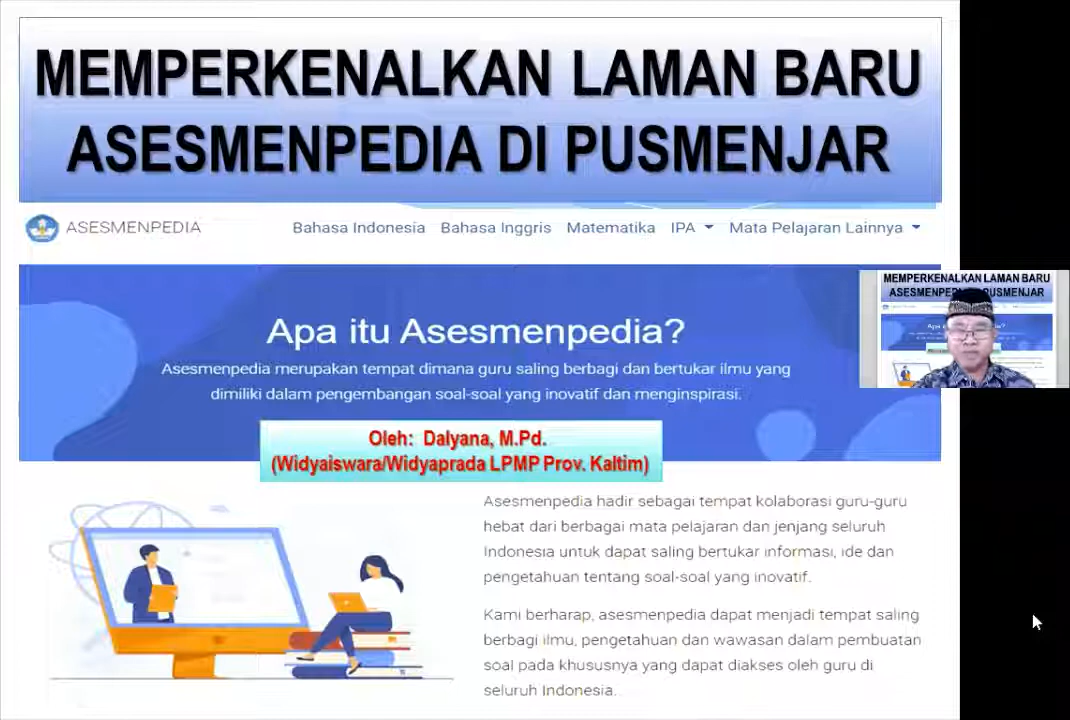 MEMPERKENALKAN LAMAN BARU
ASESMENPEDIA DI PUSMENJAR
ASESMENPEDIA
Bahasa Indonesia Bahasa Inggris Matematika IPA Mata Pelajaran Lainnya
Apa itu Asesmenpedia?
Asesmenpedia merupakan tempat dimana guru saling berbagi dan bertukar ilmu yang
dimiliki dalam pengembangan soal-soal yang inovatif dan menginspirasi.
Oleh: Dalyana, M.Pd.
(Widyaiswara/Widyaprada LPMP Prov. Kaltim)
Asesmenpedia hadir sebagai tempat kolaborasi guru-guru
hebat dari berbagai mata pelajaran dan jenjang seluruh
Indonesia untuk dapat saling bertukar informasi, ide dan
pengetahuan tentang soal-soal yang inovatif.
Kami berharap, asesmenpedia dapat menjadi tempat saling
berbagi ilmu, pengetahuan dan wawasan dalam pembuatan
soal pada khususnya yang dapat diakses oleh guru di
seluruh Indonesia.
MEMPERKENALKAN LAMAN BARU